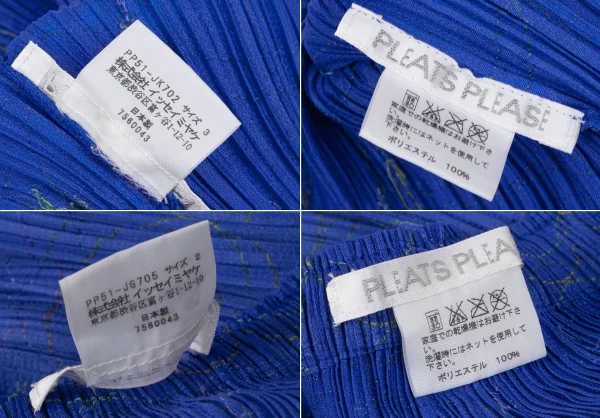 PP51-JK702 サイズ 3
株式会社 イッセイミヤケ
東京都渋谷区富ヶ谷1-12-10
日本製
7560043
PLEATS PLEASE
家庭での乾燥機はお避け下さい
洗濯時にはネットを使用して
ポリエステル 100%
PP51-JG705 サイズ 2
株式会社 イッセイミヤケ
東京都渋谷区富ヶ谷1-12-10
日本製
7560043
PLEATS PLEA
家庭での乾燥機はお避け下さい
洗濯時にはネットを使用して
ポリエステル 100%